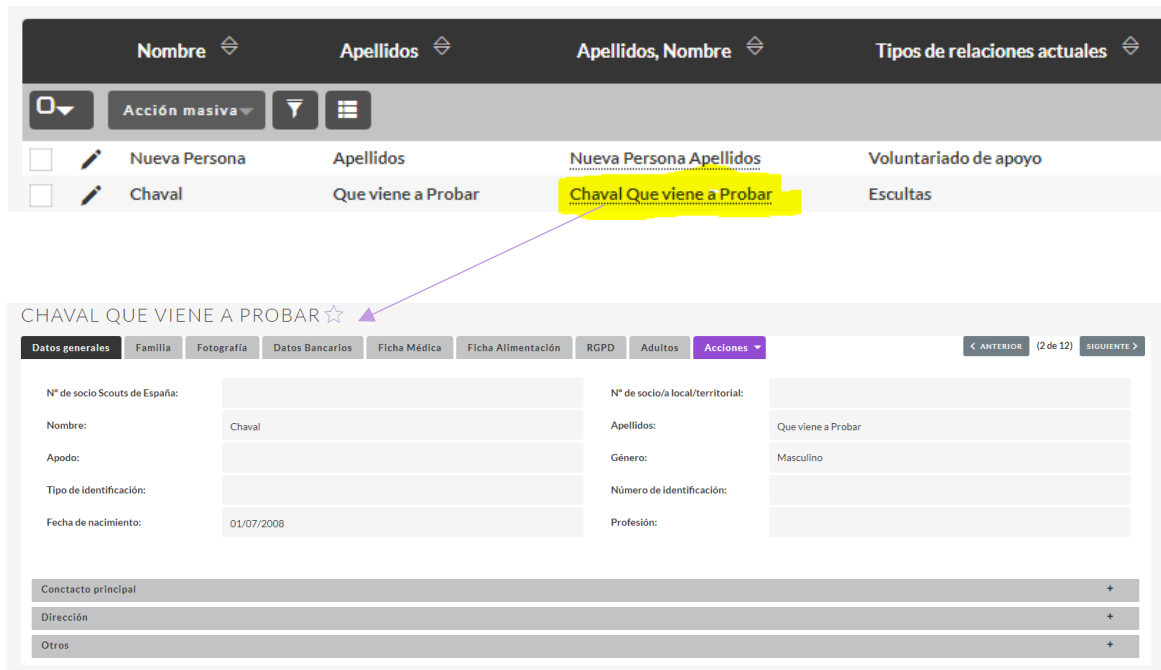 Nombre Apellidos Apellidos, Nombre Tipos de relaciones actuales
Acción masiva
Nueva Persona Apellidos Nueva Persona Apellidos Voluntariado de apoyo
Chaval Que viene a Probar Chaval Que viene a Probar Escultas
CHAVAL QUE VIENE A PROBAR
Datos generales Familia Fotografía Datos Bancarios Ficha Médica Ficha Alimentación RGPD Adultos Acciones < ANTERIOR (2 de 12) SIGUIENTE >
Nº de socio Scouts de España: Nº de socio/a local/territorial:
Nombre: Chaval Apellidos: Que viene a Probar
Apodo: Género: Masculino
Tipo de identificación: Número de identificación:
Fecha de nacimiento: 01/07/2008 Profesión:
Conctacto principal +
Dirección +
Otros +